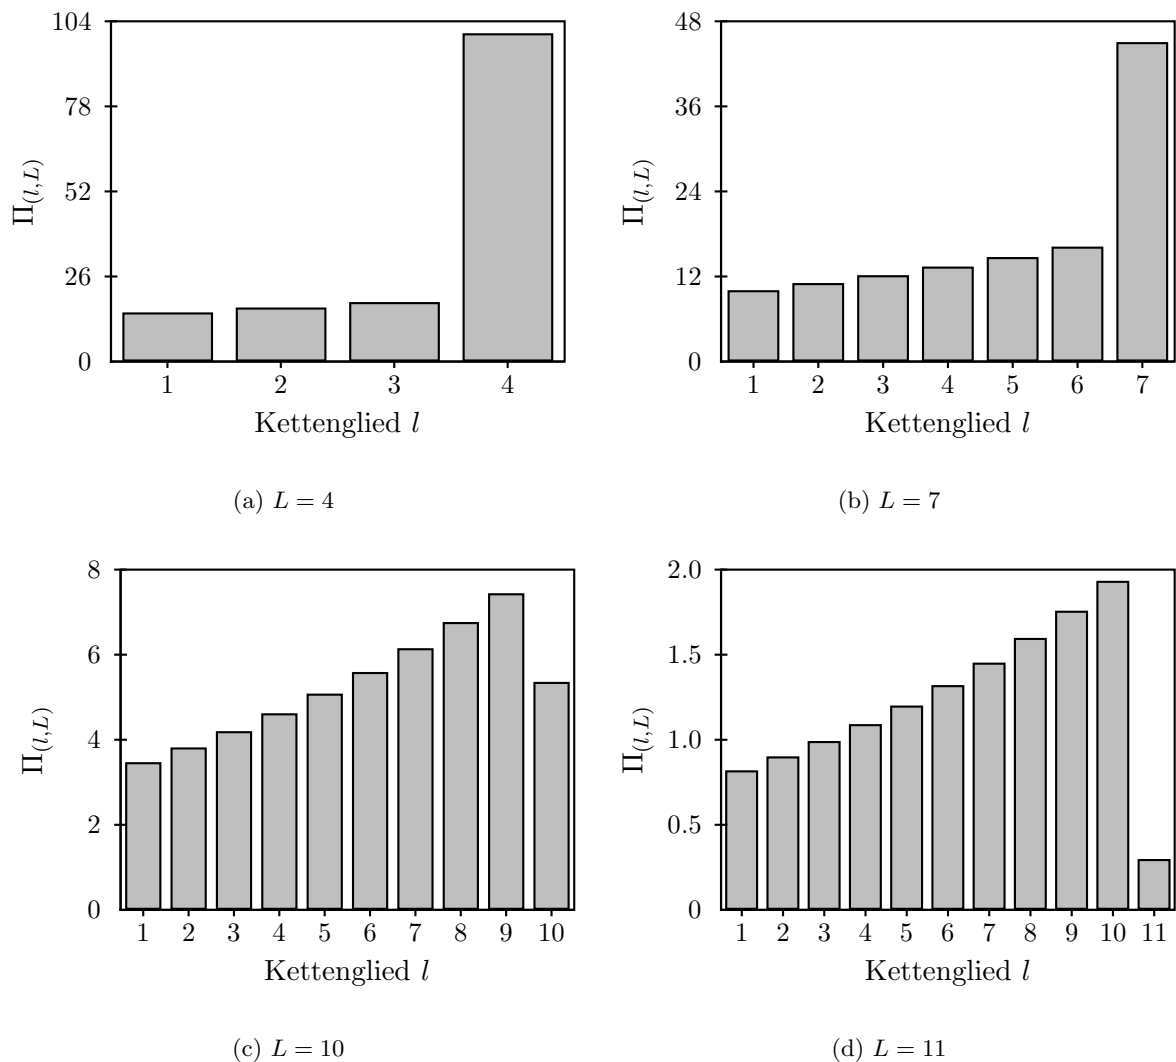 104
78
52
26
0
Π(l,L)
1 2 3 4
Kettenglied l
(a) L = 4
48
36
24
12
0
Π(l,L)
1 2 3 4 5 6 7
Kettenglied l
(b) L = 7
8
6
4
2
0
Π(l,L)
1 2 3 4 5 6 7 8 9 10
Kettenglied l
(c) L = 10
2.0
1.5
1.0
0.5
0
Π(l,L)
1 2 3 4 5 6 7 8 9 10 11
Kettenglied l
(d) L = 11